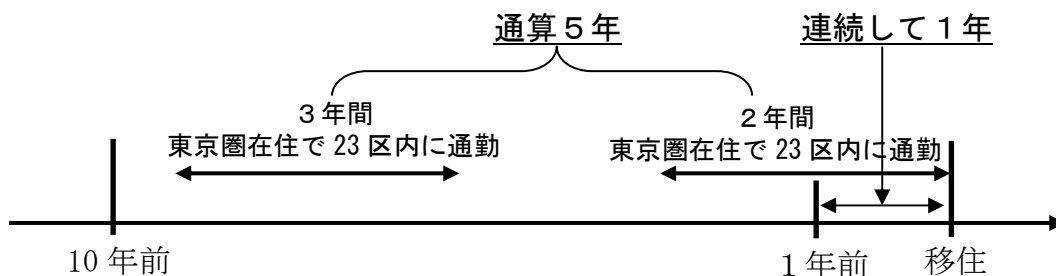 通算５年
連続して１年
３年間
東京圏在住で 23 区内に通勤
２年間
東京圏在住で 23 区内に通勤
10 年前
１年前
移住